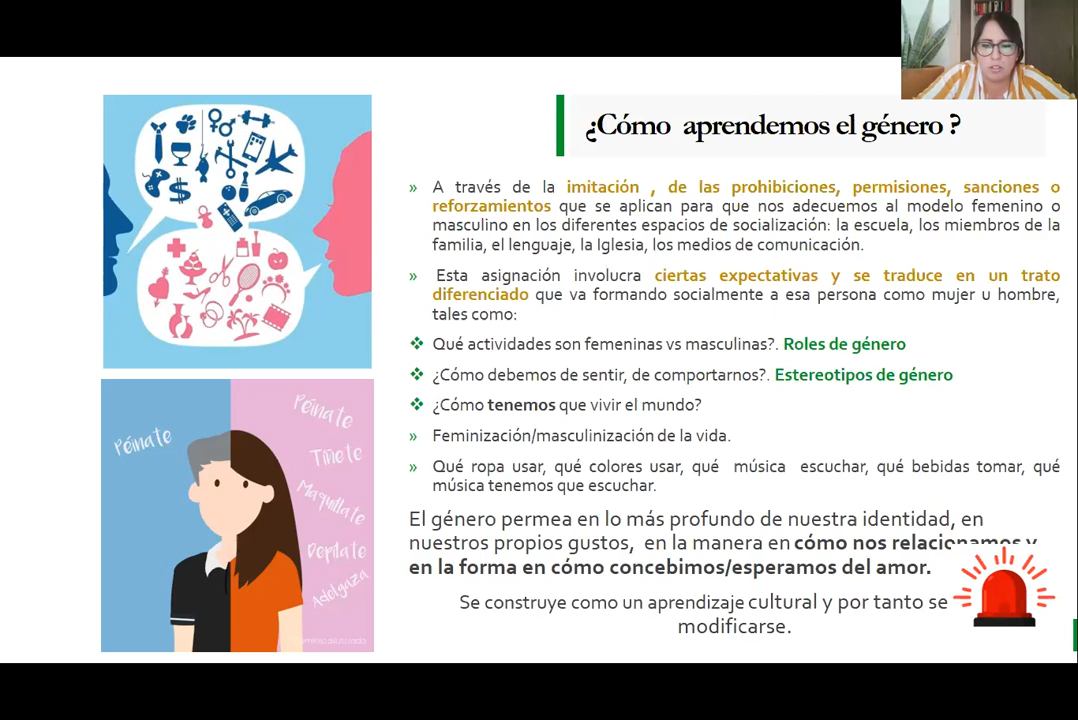 ¿Cómo aprendemos el género ?
» A través de la imitación , de las prohibiciones, permisiones, sanciones o
reforzamientos que se aplican para que nos adecuemos al modelo femenino o
masculino en los diferentes espacios de socialización: la escuela, los miembros de la
familia, el lenguaje, la Iglesia, los medios de comunicación.
» Esta asignación involucra ciertas expectativas y se traduce en un trato
diferenciado que va formando socialmente a esa persona como mujer u hombre,
tales como:
❖ Qué actividades son femeninas vs masculinas?. Roles de género
❖ ¿Cómo debemos de sentir, de comportarnos?. Estereotipos de género
❖ ¿Cómo tenemos que vivir el mundo?
» Feminización/masculinización de la vida.
» Qué ropa usar, qué colores usar, qué música escuchar, qué bebidas tomar, qué
música tenemos que escuchar.
El género permea en lo más profundo de nuestra identidad, en
nuestros propios gustos, en la manera en cómo nos relacionamos y
en la forma en cómo concebimos/esperamos del amor.
Se construye como un aprendizaje cultural y por tanto se
modificarse.
Péinate
Péinate
Tíñete
Maquíllate
Depílate
Adelgaza